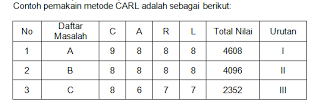 Contoh pemakain metode CARL adalah sebagai berikut:
No Daftar Masalah C A R L Total Nilai Urutan
1 A 9 8 8 8 4608 I
2 B 8 8 8 8 4096 II
3 C 8 6 7 7 2352 III